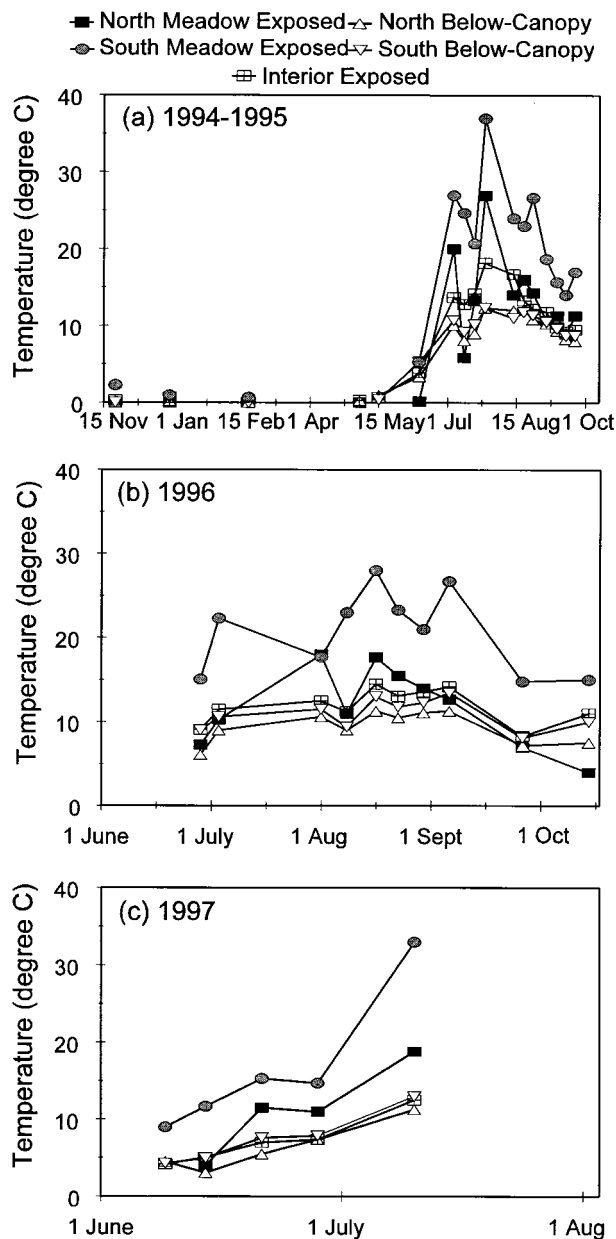 North Meadow Exposed North Below-Canopy
South Meadow Exposed South Below-Canopy
Interior Exposed
(a) 1994-1995
Temperature (degree C)
40
30
20
10
0
15 Nov 1 Jan 15 Feb 1 Apr 15 May 1 Jul 15 Aug 1 Oct
(b) 1996
Temperature (degree C)
40
30
20
10
0
1 June 1 July 1 Aug 1 Sept 1 Oct
(c) 1997
Temperature (degree C)
40
30
20
10
0
1 June 1 July 1 Aug